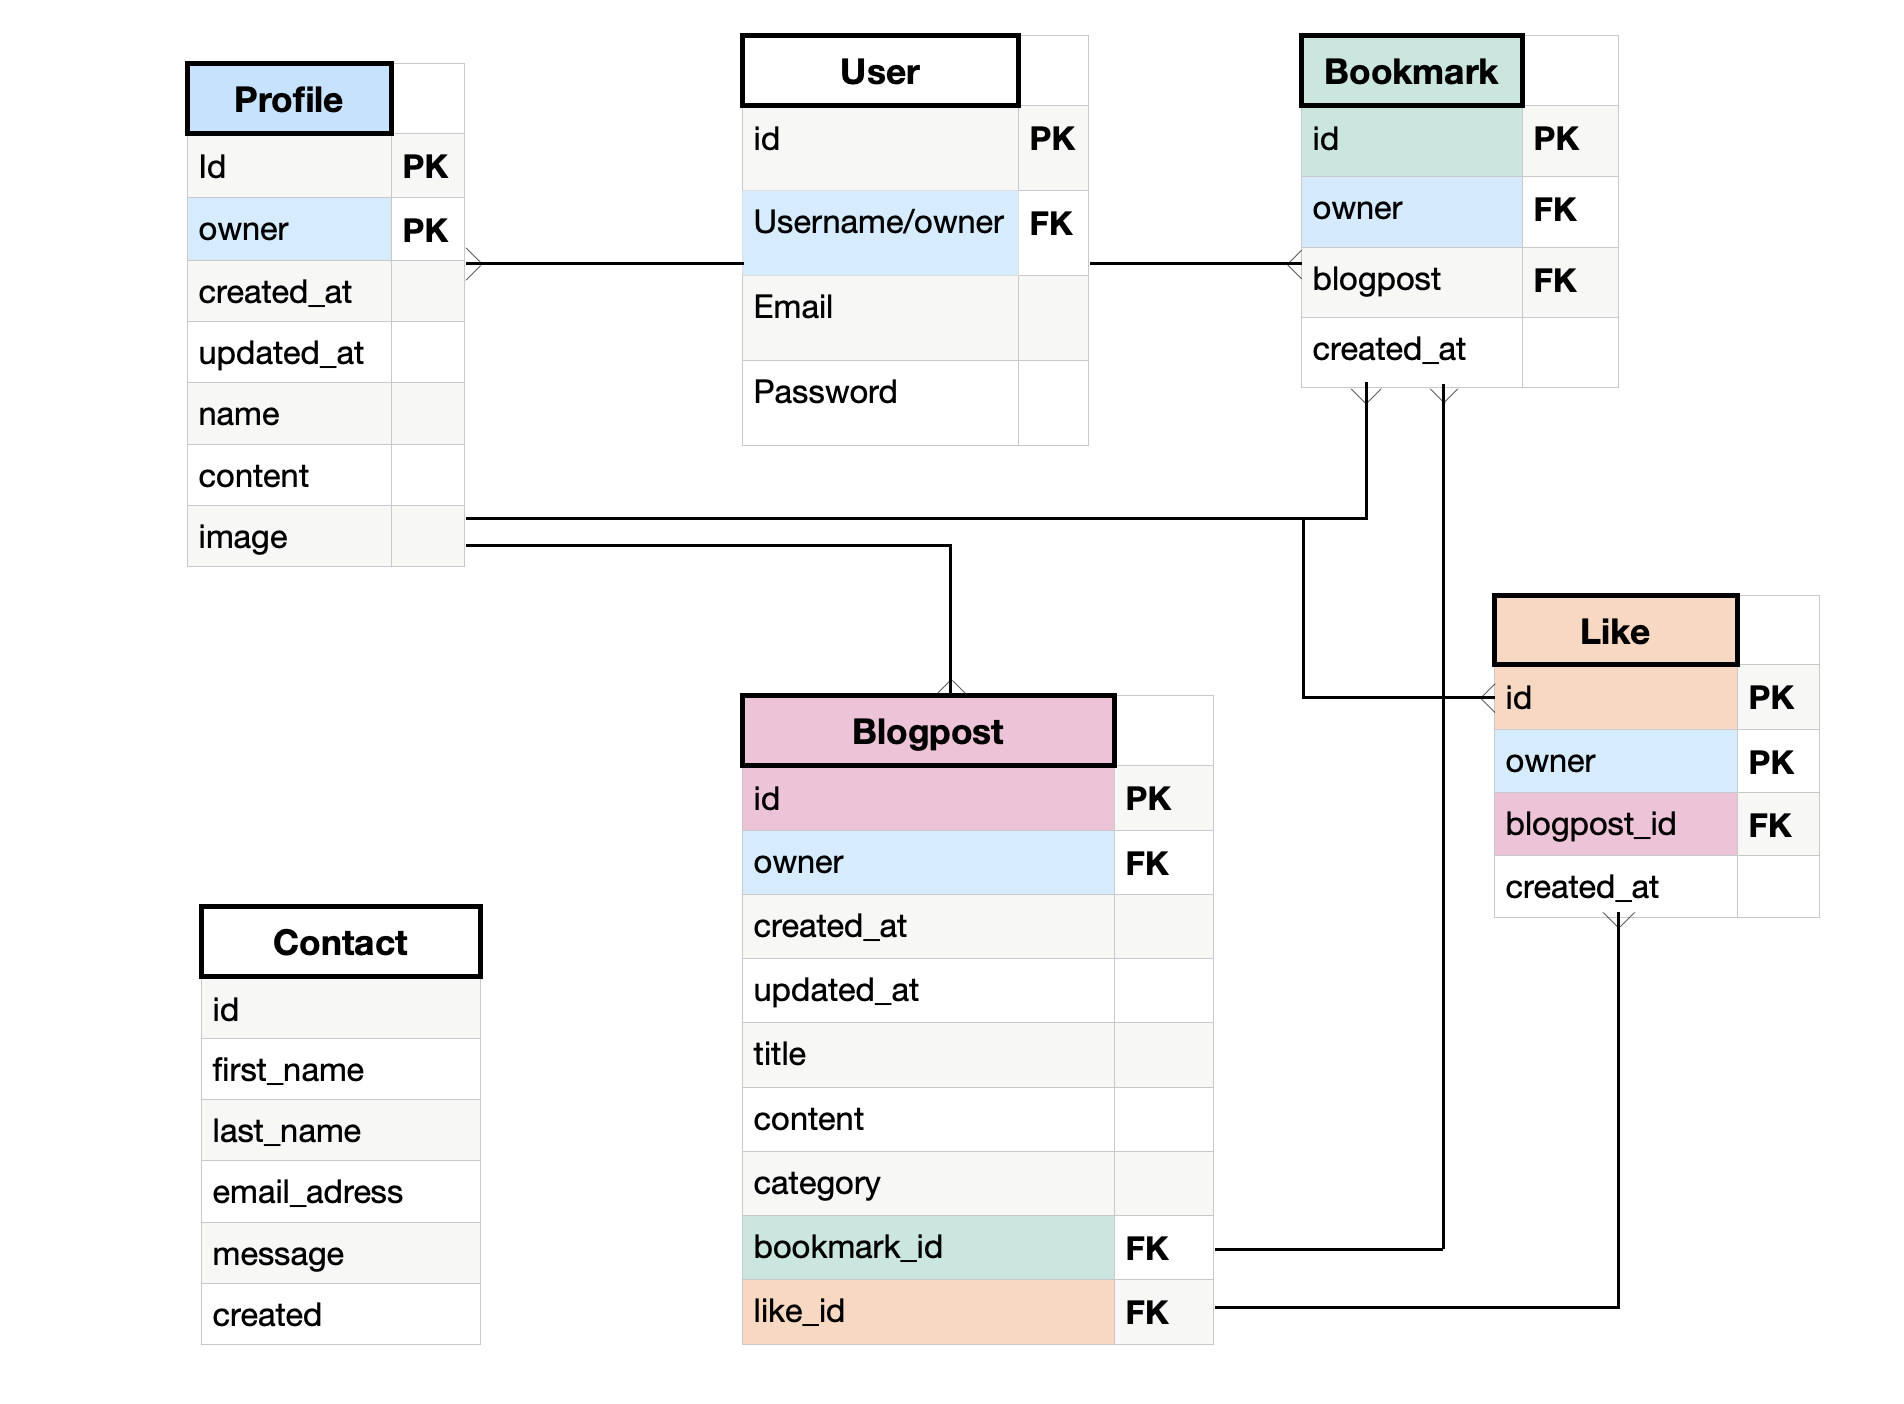 Profile
Id PK
owner PK
created_at
updated_at
name
content
image
User
id PK
Username/owner FK
Email
Password
Bookmark
id PK
owner FK
blogpost FK
created_at
Like
id PK
owner PK
blogpost_id FK
created_at
Blogpost
id PK
owner FK
created_at
updated_at
title
content
category
bookmark_id FK
like_id FK
Contact
id
first_name
last_name
email_adress
message
created